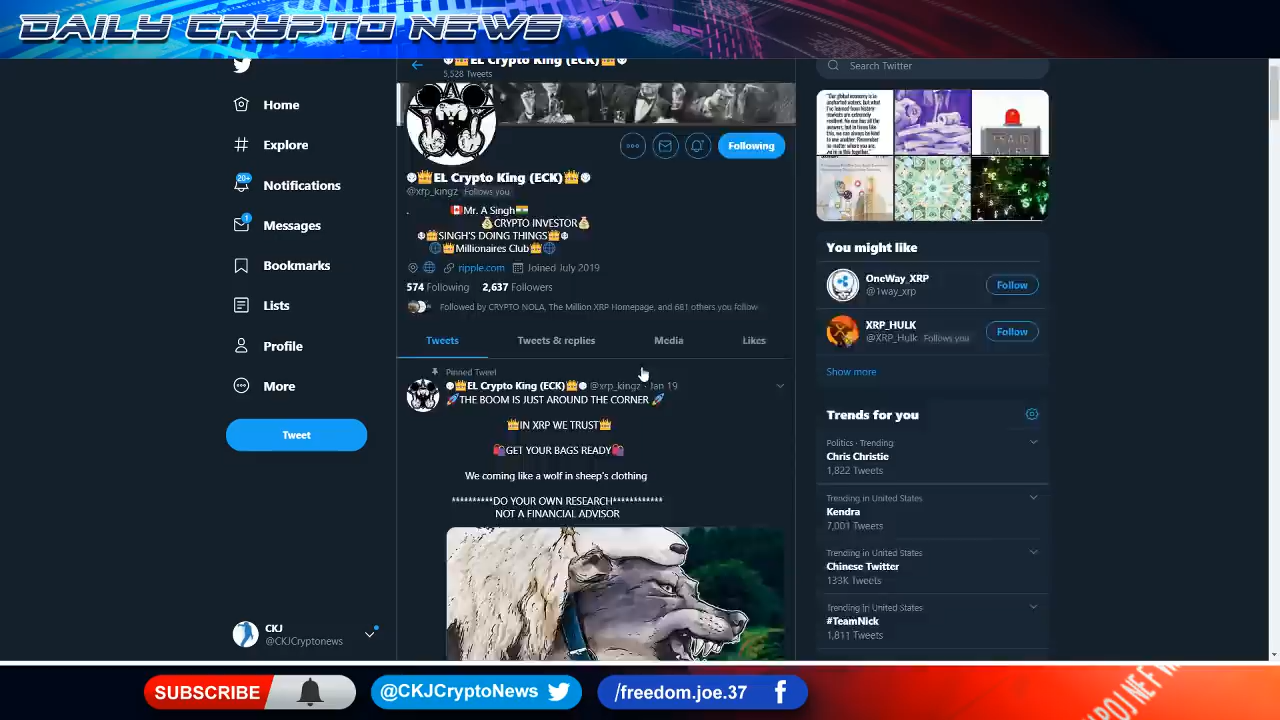 DAILY CRYPTO NEWS
EL Crypto King (ECK)
5,528 Tweets
Search Twitter
Home
Explore
20+
Notifications
1
Messages
Bookmarks
Lists
Profile
More
Tweet
CKJ
@CKJCryptonews
Following
EL Crypto King (ECK)
@xrp_kingz Follows you
. Mr. A Singh
CRYPTO INVESTOR
SINGH'S DOING THINGS
Millionaires Club
ripple.com Joined July 2019
574 Following 2,637 Followers
Followed by CRYPTO NOLA, The Million XRP Homepage, and 681 others you follow
Tweets Tweets & replies Media Likes
Pinned Tweet
EL Crypto King (ECK) @xrp_kingz · Jan 19
THE BOOM IS JUST AROUND THE CORNER
IN XRP WE TRUST
GET YOUR BAGS READY
We coming like a wolf in sheep's clothing
**********DO YOUR OWN RESEARCH************
NOT A FINANCIAL ADVISOR
You might like
OneWay_XRP
@1way_xrp
Follow
XRP_HULK
@XRP_Hulk Follows you
Follow
Show more
Trends for you
Politics · Trending
Chris Christie
1,822 Tweets
Trending in United States
Kendra
7,001 Tweets
Trending in United States
Chinese Twitter
133K Tweets
Trending in United States
#TeamNick
1,811 Tweets
SUBSCRIBE
@CKJCryptoNews
/freedom.joe.37